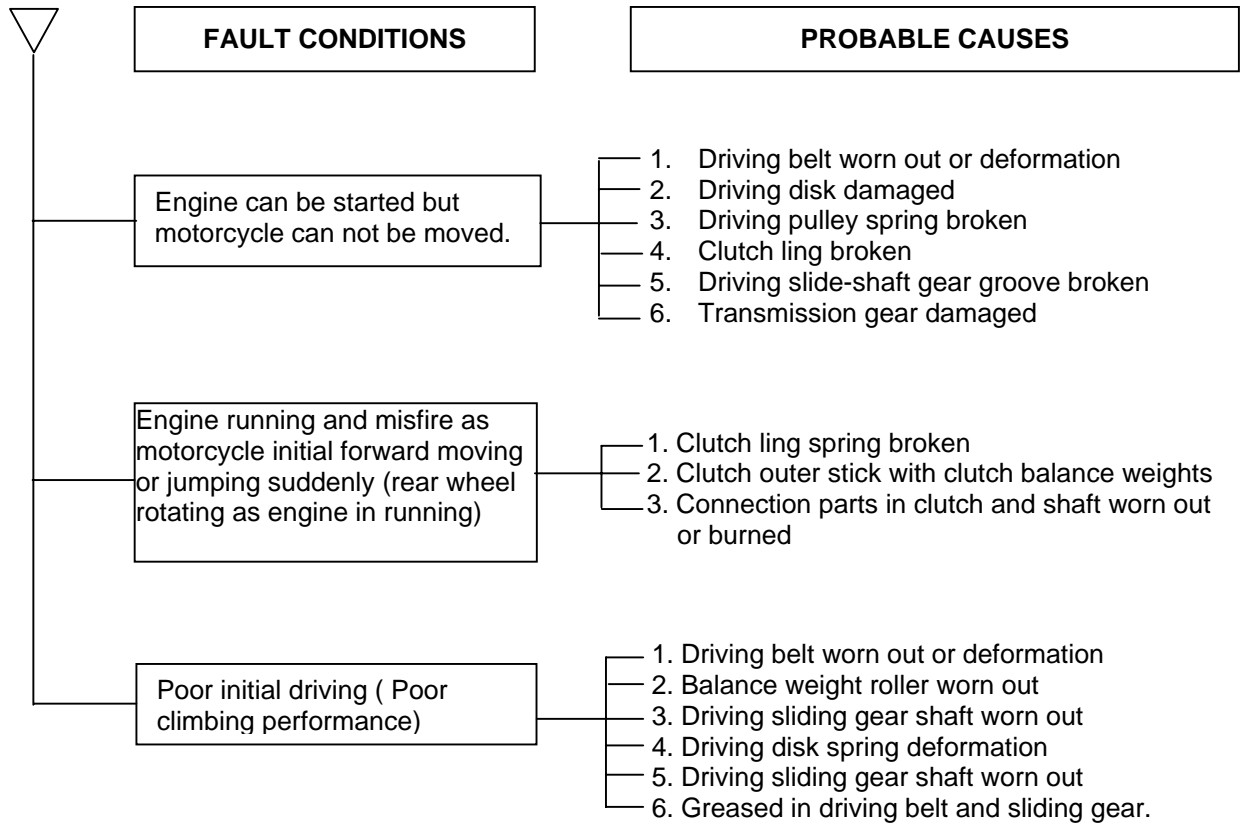 FAULT CONDITIONS
PROBABLE CAUSES
Engine can be started but
motorcycle can not be moved.
1. Driving belt worn out or deformation
2. Driving disk damaged
3. Driving pulley spring broken
4. Clutch ling broken
5. Driving slide-shaft gear groove broken
6. Transmission gear damaged
Engine running and misfire as
motorcycle initial forward moving
or jumping suddenly (rear wheel
rotating as engine in running)
1. Clutch ling spring broken
2. Clutch outer stick with clutch balance weights
3. Connection parts in clutch and shaft worn out
or burned
Poor initial driving ( Poor
climbing performance)
1. Driving belt worn out or deformation
2. Balance weight roller worn out
3. Driving sliding gear shaft worn out
4. Driving disk spring deformation
5. Driving sliding gear shaft worn out
6. Greased in driving belt and sliding gear.